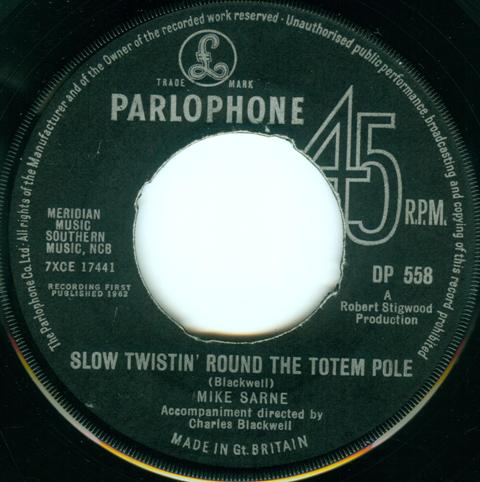 The Parlophone Co. Ltd. All rights of the Manufacturer and of the Owner of the recorded work reserved · Unauthorised public performance, broadcasting and copying of this record prohibited
£
TRADE MARK
PARLOPHONE
45
R.P.M.
MERIDIAN
MUSIC
SOUTHERN
MUSIC, NCB
7XCE 17441
RECORDING FIRST
PUBLISHED 1962
DP 558
A
Robert Stigwood
Production
SLOW TWISTIN' ROUND THE TOTEM POLE
(Blackwell)
MIKE SARNE
Accompaniment directed by
Charles Blackwell
MADE IN Gt. BRITAIN